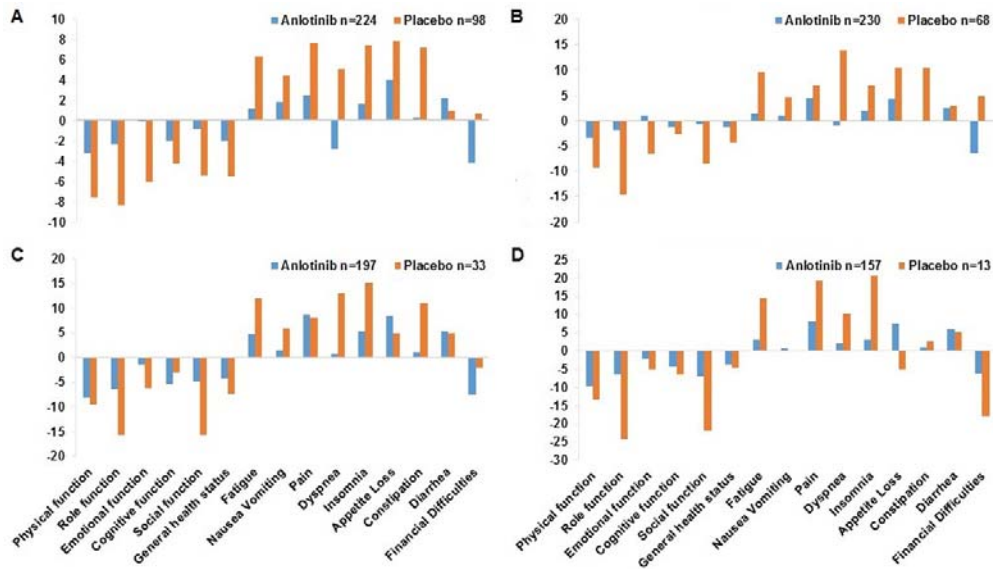 A
Anlotinib n=224 Placebo n=98
10
8
6
4
2
0
-2
-4
-6
-8
-10
B
Anlotinib n=230 Placebo n=68
20
15
10
5
0
-5
-10
-15
-20
C
Anlotinib n=197 Placebo n=33
20
15
10
5
0
-5
-10
-15
-20
Physical function
Role function
Emotional function
Cognitive function
Social function
General health status
Fatigue
Nausea Vomiting
Pain
Dyspnea
Insomnia
Appetite Loss
Constipation
Diarrhea
Financial Difficulties
D
Anlotinib n=157 Placebo n=13
25
20
15
10
5
0
-5
-10
-15
-20
-25
-30
Physical function
Role function
Emotional function
Cognitive function
Social function
General health status
Fatigue
Nausea Vomiting
Pain
Dyspnea
Insomnia
Appetite Loss
Constipation
Diarrhea
Financial Difficulties